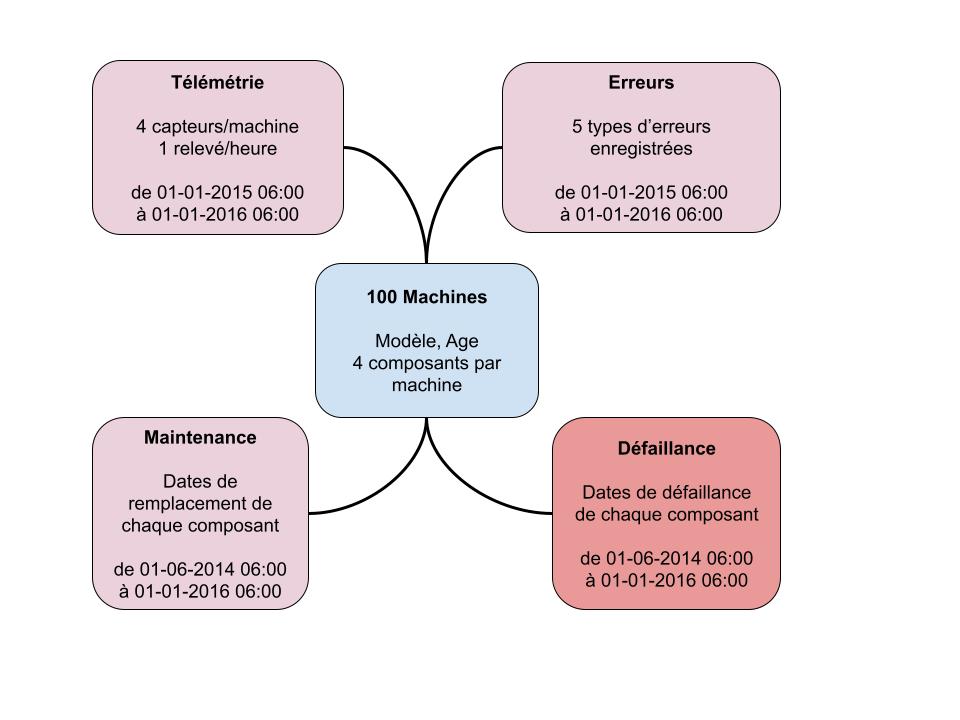 Télémétrie
4 capteurs/machine
1 relevé/heure
de 01-01-2015 06:00
à 01-01-2016 06:00
Erreurs
5 types d'erreurs
enregistrées
de 01-01-2015 06:00
à 01-01-2016 06:00
100 Machines
Modèle, Age
4 composants par
machine
Maintenance
Dates de
remplacement de
chaque composant
de 01-06-2014 06:00
à 01-01-2016 06:00
Défaillance
Dates de défaillance
de chaque composant
de 01-06-2014 06:00
à 01-01-2016 06:00